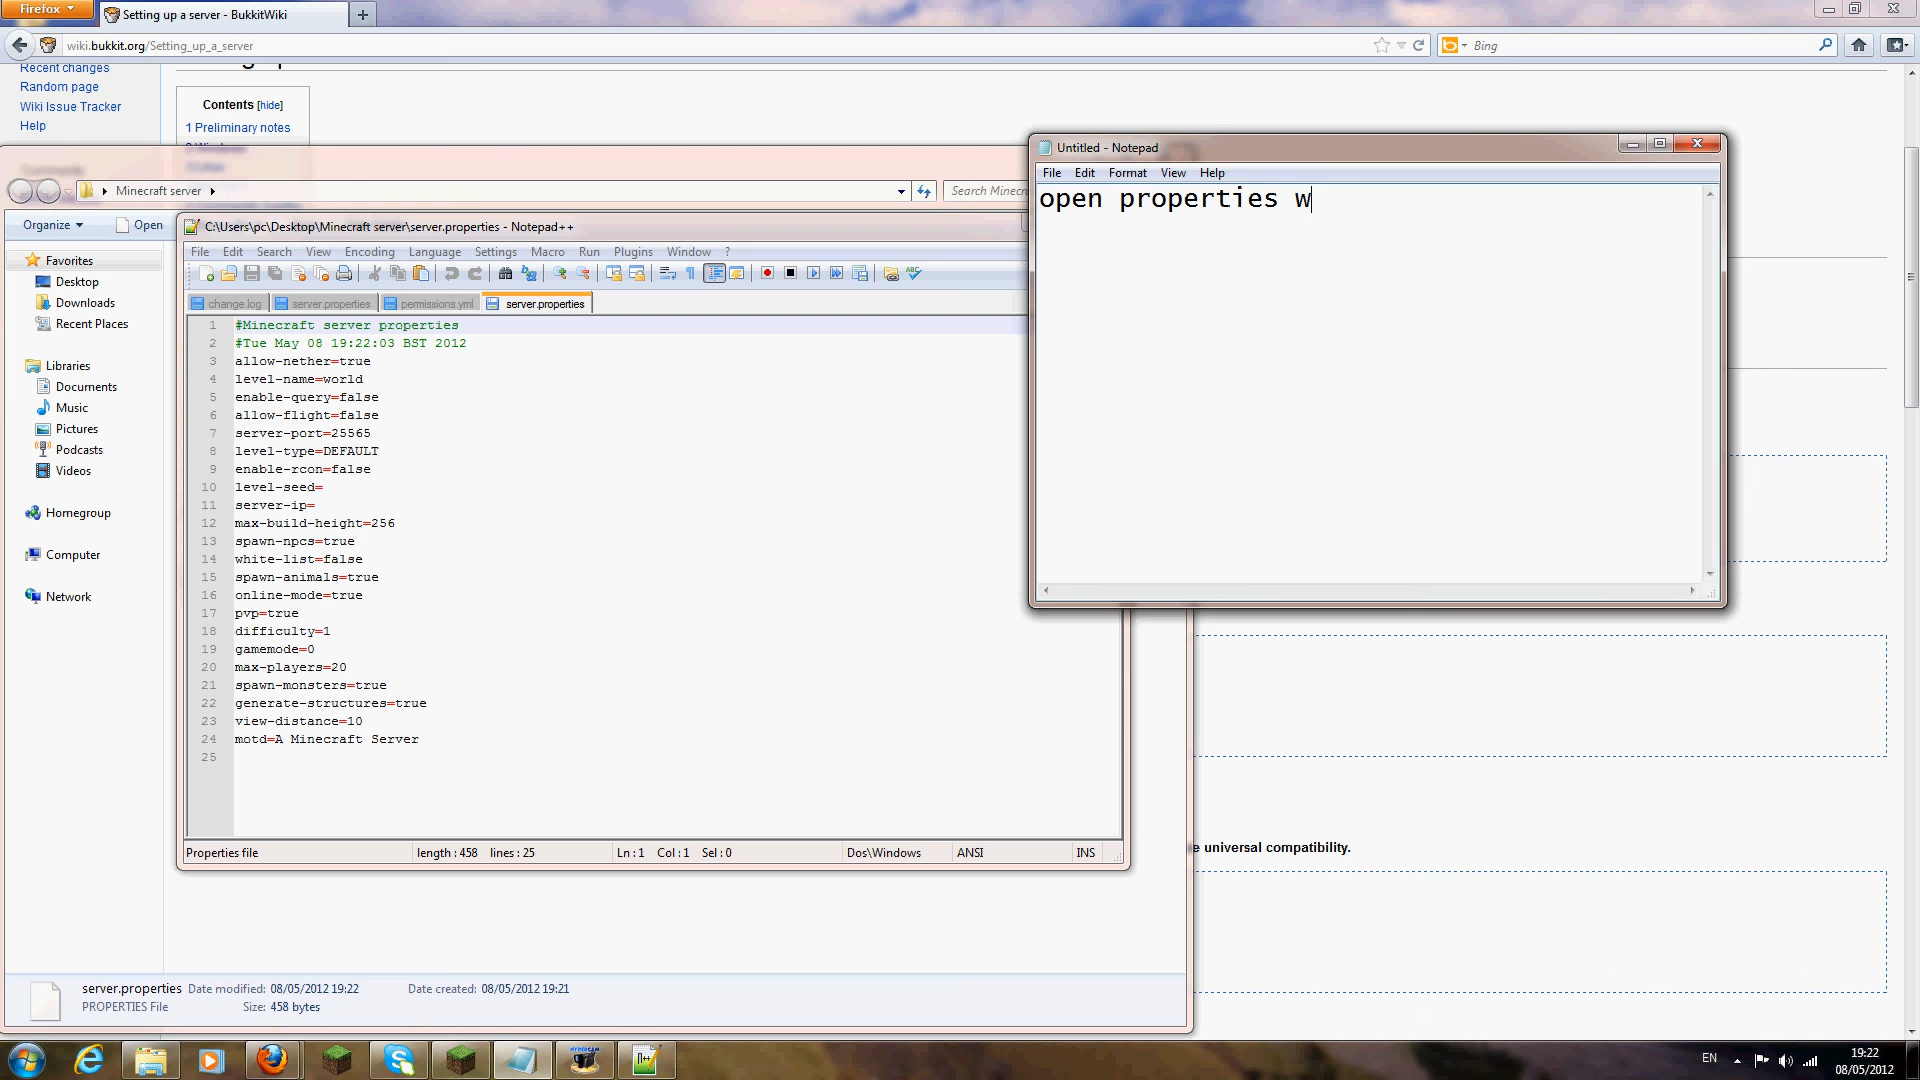 Firefox
Setting up a server - BukkitWiki
wiki.bukkit.org/Setting_up_a_server
Bing
Recent changes
Random page
Wiki Issue Tracker
Help
Contents [hide]
1 Preliminary notes
Minecraft server
Search Minecr
Organize
Open
Favorites
Desktop
Downloads
Recent Places
Libraries
Documents
Music
Pictures
Podcasts
Videos
Homegroup
Computer
Network
C:\Users\pc\Desktop\Minecraft server\server.properties - Notepad++
File Edit Search View Encoding Language Settings Macro Run Plugins Window ?
change.log server.properties permissions.yml server.properties
1 #Minecraft server properties
2 #Tue May 08 19:22:03 BST 2012
3 allow-nether=true
4 level-name=world
5 enable-query=false
6 allow-flight=false
7 server-port=25565
8 level-type=DEFAULT
9 enable-rcon=false
10 level-seed=
11 server-ip=
12 max-build-height=256
13 spawn-npcs=true
14 white-list=false
15 spawn-animals=true
16 online-mode=true
17 pvp=true
18 difficulty=1
19 gamemode=0
20 max-players=20
21 spawn-monsters=true
22 generate-structures=true
23 view-distance=10
24 motd=A Minecraft Server
25
Properties file length : 458 lines : 25 Ln : 1 Col : 1 Sel : 0 Dos\Windows ANSI INS
Untitled - Notepad
File Edit Format View Help
open properties w
e universal compatibility.
server.properties Date modified: 08/05/2012 19:22 Date created: 08/05/2012 19:21
PROPERTIES File Size: 458 bytes
HYPERCAM
EN
19:22
08/05/2012